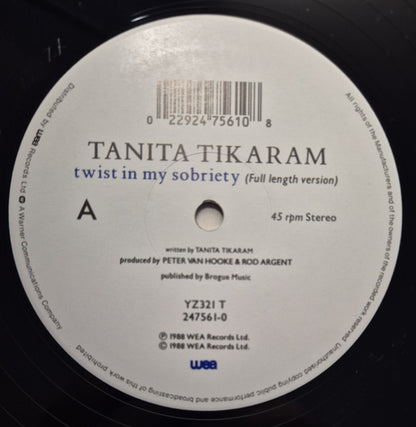 0 22924 75610 8
TANITA TIKARAM
twist in my sobriety (Full length version)
A
45 rpm Stereo
written by TANITA TIKARAM
produced by PETER VAN HOOKE & ROD ARGENT
published by Brogue Music
YZ321 T
247561-0
℗ 1988 WEA Records Ltd.
© 1988 WEA Records Ltd.
wea
Distributed by wea Records Ltd. A Warner Communications Company
All rights of the Manufacturers and of the owners of the recorded work reserved
Unauthorised copying public performance and broadcasting of this work prohibited